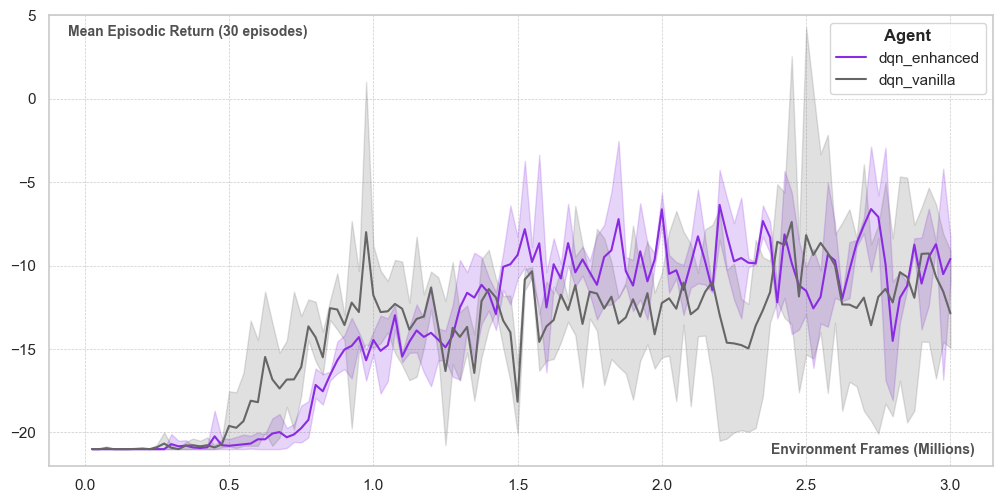 Mean Episodic Return (30 episodes)
Agent
dqn_enhanced
dqn_vanilla
5
0
−5
−10
−15
−20
Environment Frames (Millions)
0.0 0.5 1.0 1.5 2.0 2.5 3.0